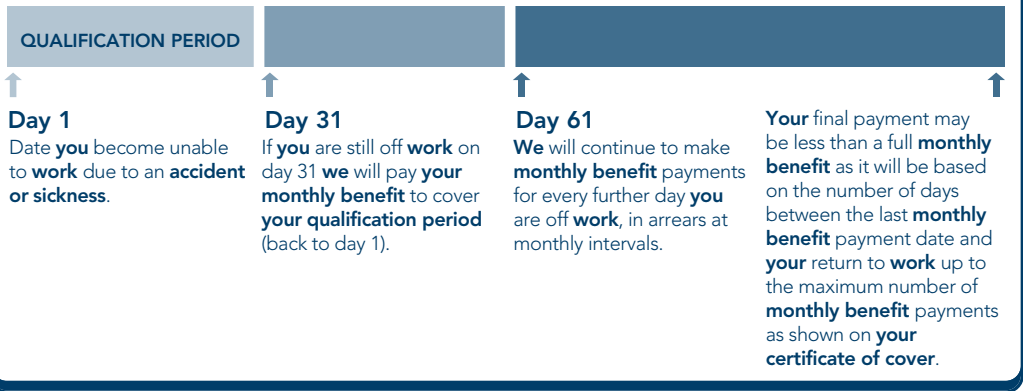 QUALIFICATION PERIOD
Day 1
Date you become unable
to work due to an accident
or sickness.
Day 31
If you are still off work on
day 31 we will pay your
monthly benefit to cover
your qualification period
(back to day 1).
Day 61
We will continue to make
monthly benefit payments
for every further day you
are off work, in arrears at
monthly intervals.
Your final payment may
be less than a full monthly
benefit as it will be based
on the number of days
between the last monthly
benefit payment date and
your return to work up to
the maximum number of
monthly benefit payments
as shown on your
certificate of cover.